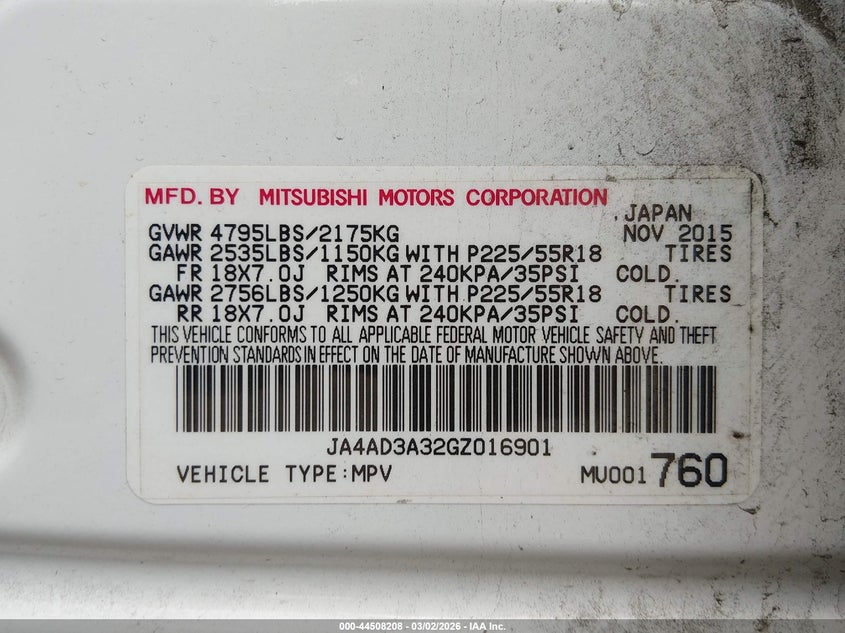 MFD. BY MITSUBISHI MOTORS CORPORATION
JAPAN
GVWR 4795LBS/2175KG NOV 2015
GAWR 2535LBS/1150KG WITH P225/55R18 TIRES
FR 18X7.0J RIMS AT 240KPA/35PSI COLD.
GAWR 2756LBS/1250KG WITH P225/55R18 TIRES
RR 18X7.0J RIMS AT 240KPA/35PSI COLD.
THIS VEHICLE CONFORMS TO ALL APPLICABLE FEDERAL MOTOR VEHICLE SAFETY AND THEFT
PREVENTION STANDARDS IN EFFECT ON THE DATE OF MANUFACTURE SHOWN ABOVE.
JA4AD3A32GZ016901
VEHICLE TYPE:MPV MU001 760
000-44508208 - 03/02/2026 - IAA Inc.